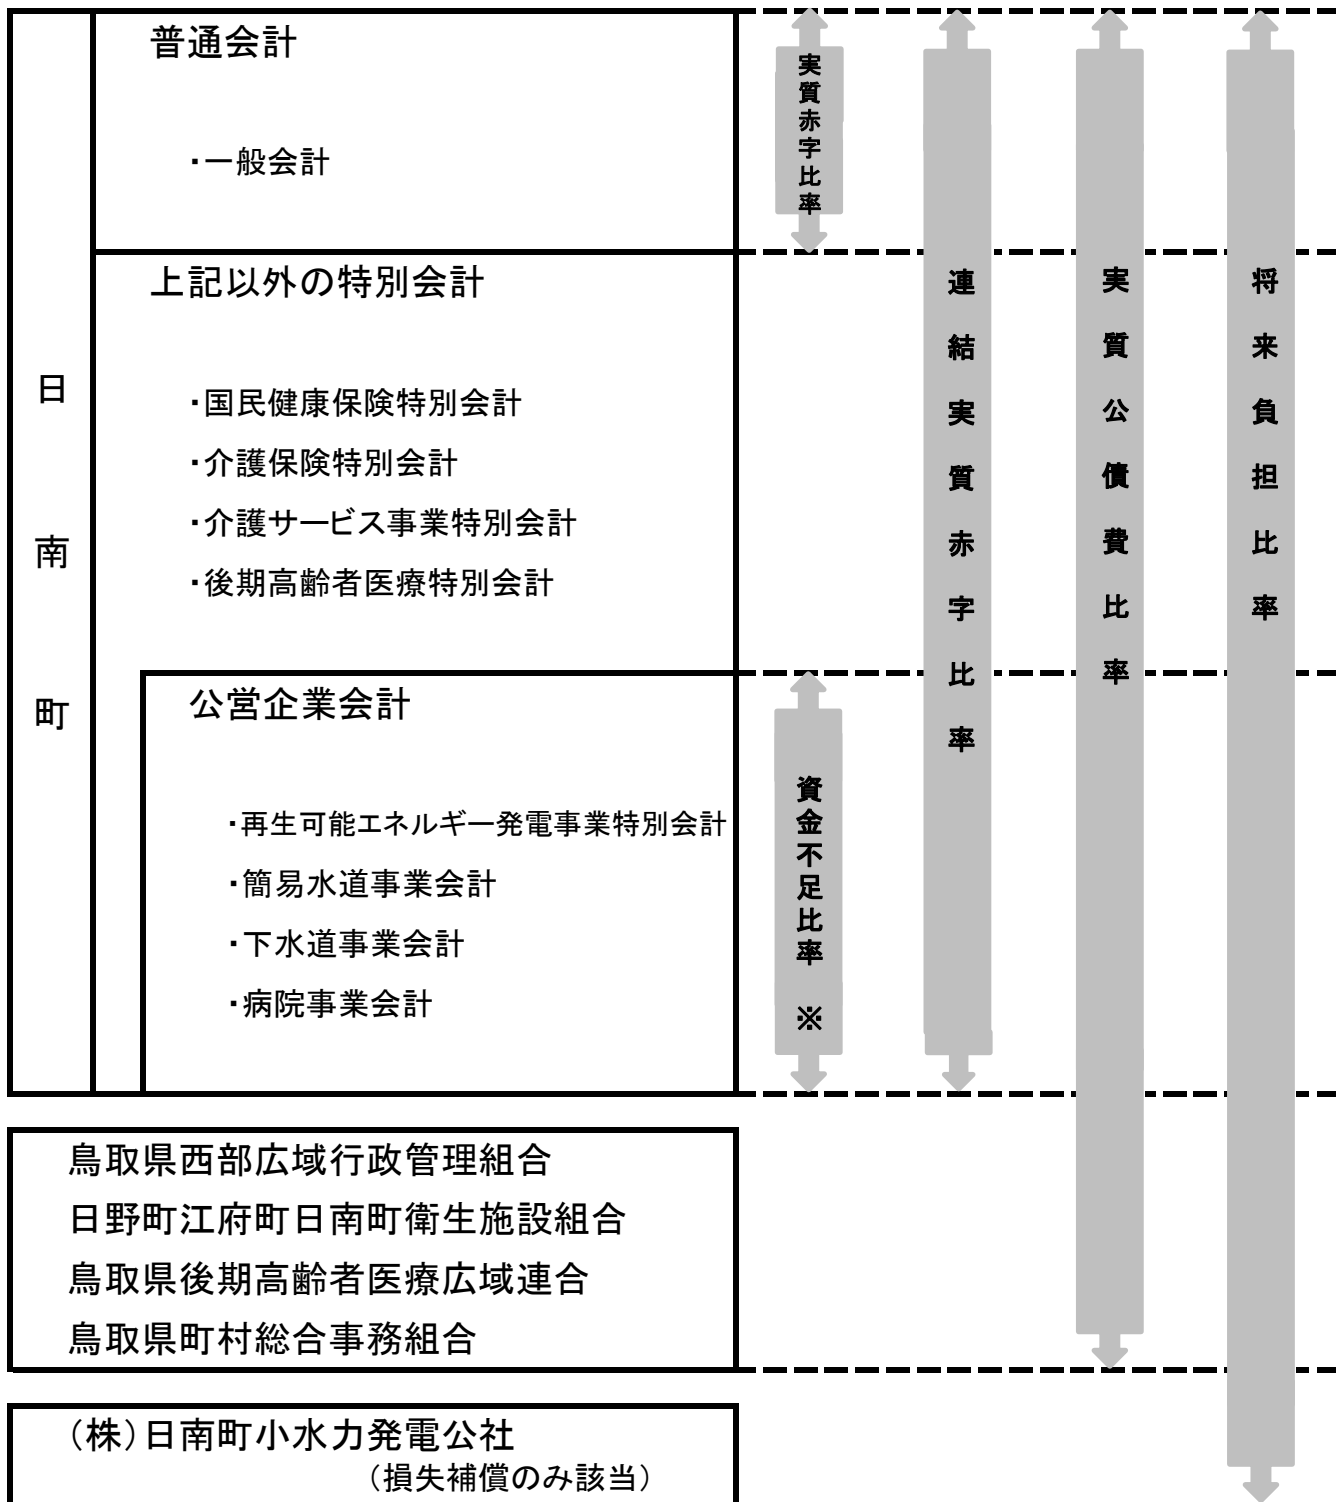 日南町
普通会計
・一般会計
上記以外の特別会計
・国民健康保険特別会計
・介護保険特別会計
・介護サービス事業特別会計
・後期高齢者医療特別会計
公営企業会計
・再生可能エネルギー発電事業特別会計
・簡易水道事業会計
・下水道事業会計
・病院事業会計
実質赤字比率
資金不足比率 ※
連結実質赤字比率
実質公債費比率
将来負担比率
鳥取県西部広域行政管理組合
日野町江府町日南町衛生施設組合
鳥取県後期高齢者医療広域連合
鳥取県町村総合事務組合
（株）日南町小水力発電公社
（損失補償のみ該当）